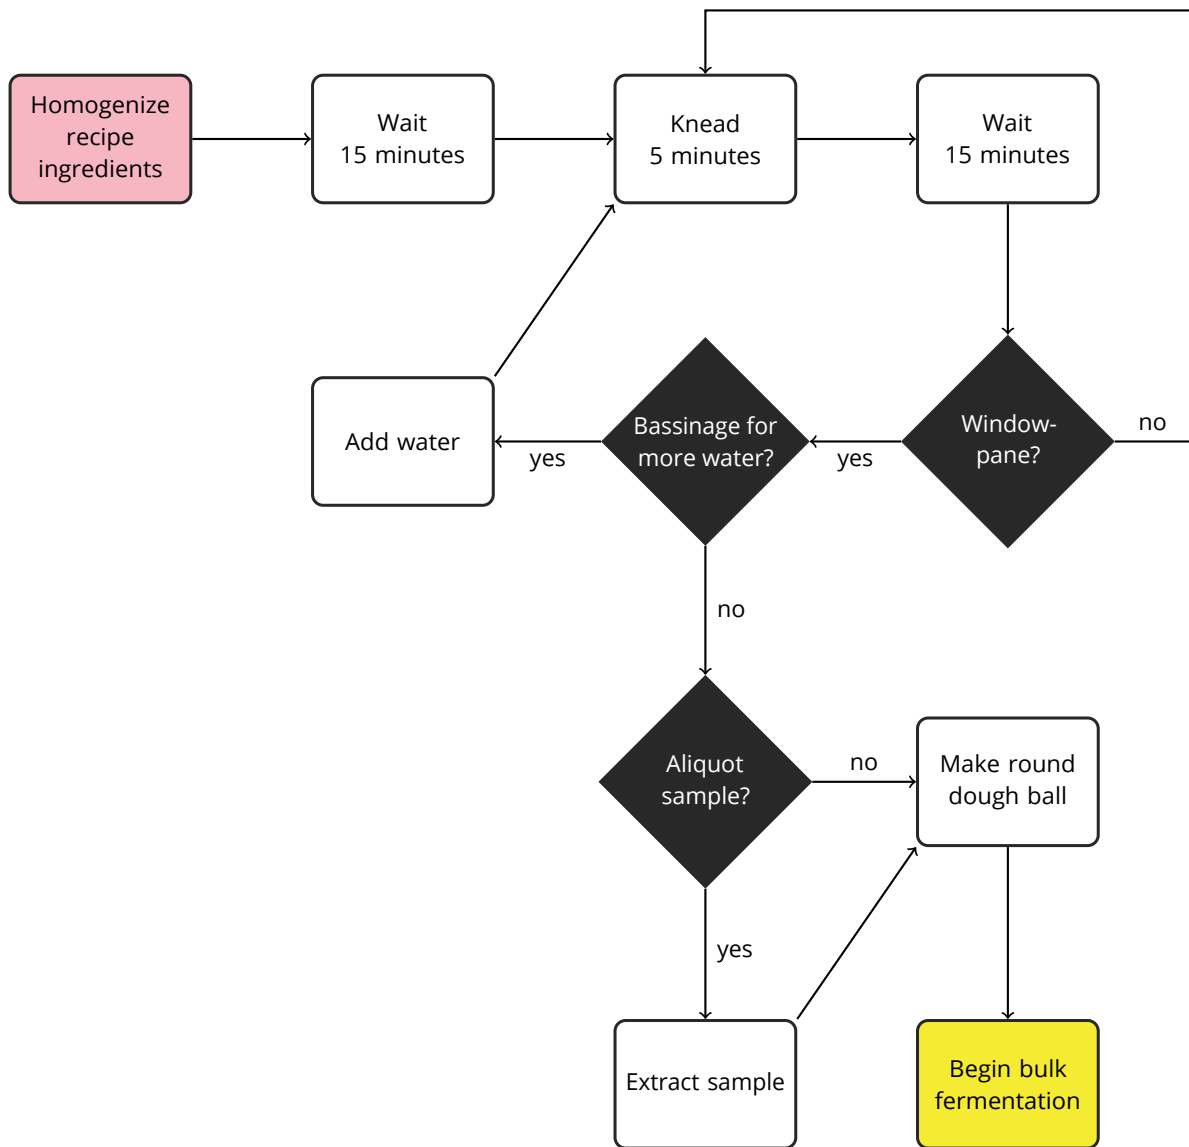 Homogenize
recipe
ingredients
Wait
15 minutes
Knead
5 minutes
Wait
15 minutes
Add water
yes
Bassinage for
more water?
yes
Window-
pane?
no
no
Aliquot
sample?
no
Make round
dough ball
yes
Extract sample
Begin bulk
fermentation